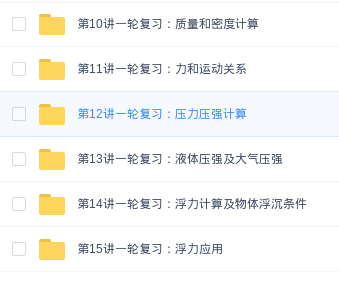 第10讲一轮复习：质量和密度计算
第11讲一轮复习：力和运动关系
第12讲一轮复习：压力压强计算
第13讲一轮复习：液体压强及大气压强
第14讲一轮复习：浮力计算及物体浮沉条件
第15讲一轮复习：浮力应用